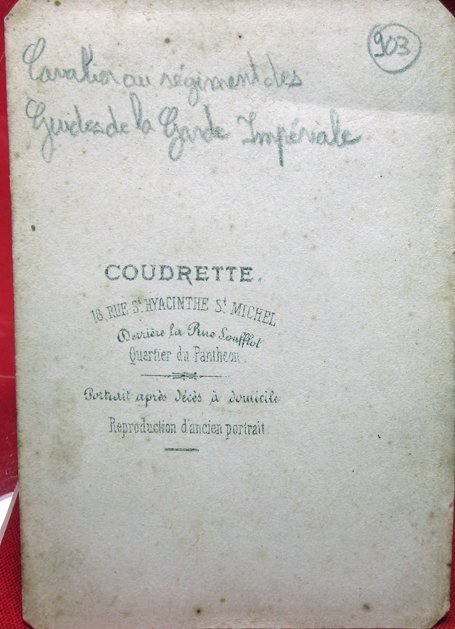 903
Cavalier au régiment des
Guides de la Garde Impériale
COUDRETTE.
18, RUE St. HYACINTHE St. MICHEL
Derrière la Rue Soufflot
Quartier du Pantheon.
Portrait après décès à domicile
Reproduction d'ancien portrait